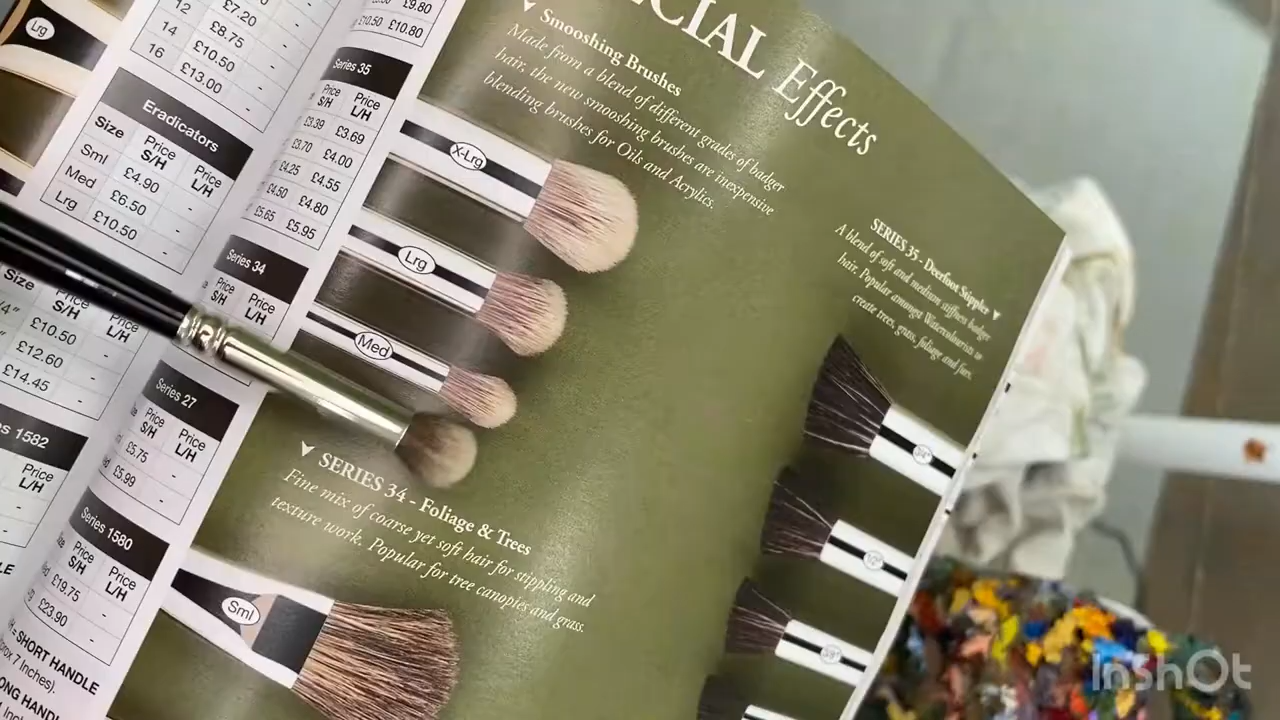 Lrg
12 £7.20 -
14 £8.75 -
16 £10.50 -
£13.00 -
Eradicators
Size Price S/H Price L/H
Sml £4.90 -
Med £6.50 -
Lrg £10.50 -
Size Price S/H Price L/H
£10.50 -
£12.60 -
£14.45 -
1582
Price S/H Price L/H
£9.80
£10.50 £10.80
Series 35
Price S/H Price L/H
£3.39 £3.69
£3.70 £4.00
£4.25 £4.55
£4.50 £4.80
£5.65 £5.95
Series 34
Price S/H Price L/H
Series 27
Price S/H Price L/H
£5.75 -
£5.99 -
Series 1580
Price S/H Price L/H
£19.75 -
£23.90 -
= SHORT HANDLE
7 Inches).
CIAL Effects
Smooshing Brushes
Made from a blend of different grades of badger
hair, the new smooshing brushes are inexpensive
blending brushes for Oils and Acrylics.
X-Lrg
Lrg
Med
SERIES 34 - Foliage & Trees
Fine mix of coarse yet soft hair for stippling and
texture work. Popular for tree canopies and grass.
Sml
SERIES 35 - Deerfoot Stippler
A blend of soft and medium stiffness badger
hair. Popular amongst Watercolourists to
create trees, grass, foliage and furs.
InShOt